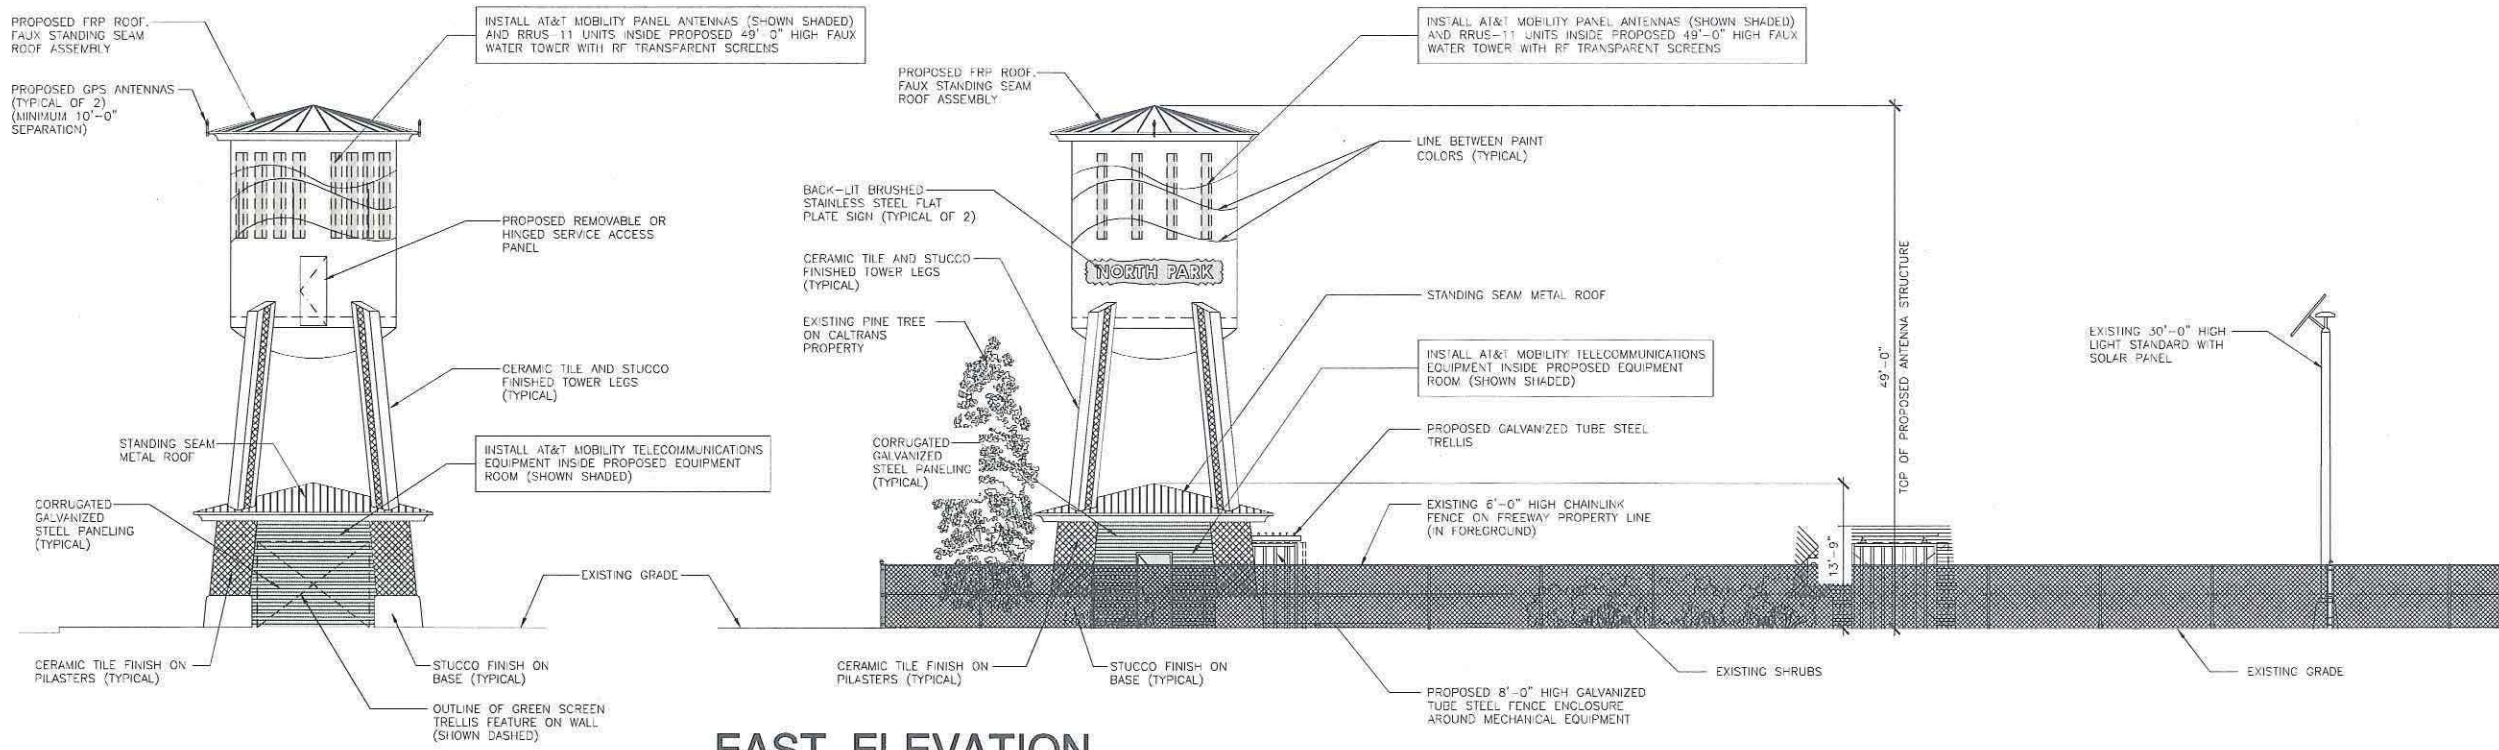 PROPOSED FRP ROOF.
FAUX STANDING SEAM
ROOF ASSEMBLY
INSTALL AT&T MOBILITY PANEL ANTENNAS (SHOWN SHADED)
AND RRUS-11 UNITS INSIDE PROPOSED 49'-0" HIGH FAUX
WATER TOWER WITH RF TRANSPARENT SCREENS
PROPOSED GPS ANTENNAS
(TYPICAL OF 2)
(MINIMUM 10'-0"
SEPARATION)
PROPOSED REMOVABLE OR
HINGED SERVICE ACCESS
PANEL
CERAMIC TILE AND STUCCO
FINISHED TOWER LEGS
(TYPICAL)
STANDING SEAM
METAL ROOF
INSTALL AT&T MOBILITY TELECOMMUNICATIONS
EQUIPMENT INSIDE PROPOSED EQUIPMENT
ROOM (SHOWN SHADED)
CORRUGATED
GALVANIZED
STEEL PANELING
(TYPICAL)
EXISTING GRADE
CERAMIC TILE FINISH ON
PILASTERS (TYPICAL)
STUCCO FINISH ON
BASE (TYPICAL)
OUTLINE OF GREEN SCREEN
TRELLIS FEATURE ON WALL
(SHOWN DASHED)
INSTALL AT&T MOBILITY PANEL ANTENNAS (SHOWN SHADED)
AND RRUS-11 UNITS INSIDE PROPOSED 49'-0" HIGH FAUX
WATER TOWER WITH RF TRANSPARENT SCREENS
PROPOSED FRP ROOF.
FAUX STANDING SEAM
ROOF ASSEMBLY
LINE BETWEEN PAINT
COLORS (TYPICAL)
BACK-LIT BRUSHED
STAINLESS STEEL FLAT
PLATE SIGN (TYPICAL OF 2)
CERAMIC TILE AND STUCCO
FINISHED TOWER LEGS
(TYPICAL)
NORTH PARK
STANDING SEAM METAL ROOF
EXISTING PINE TREE
ON CALTRANS
PROPERTY
INSTALL AT&T MOBILITY TELECOMMUNICATIONS
EQUIPMENT INSIDE PROPOSED EQUIPMENT
ROOM (SHOWN SHADED)
CORRUGATED
GALVANIZED
STEEL PANELING
(TYPICAL)
PROPOSED GALVANIZED TUBE STEEL
TRELLIS
EXISTING 6'-0" HIGH CHAINLINK
FENCE ON FREEWAY PROPERTY LINE
(IN FOREGROUND)
13'-9"
49'-0"
TOP OF PROPOSED ANTENNA STRUCTURE
EXISTING 30'-0" HIGH
LIGHT STANDARD WITH
SOLAR PANEL
CERAMIC TILE FINISH ON
PILASTERS (TYPICAL)
STUCCO FINISH ON
BASE (TYPICAL)
EXISTING SHRUBS
EXISTING GRADE
PROPOSED 8'-0" HIGH GALVANIZED
TUBE STEEL FENCE ENCLOSURE
AROUND MECHANICAL EQUIPMENT
EAST ELEVATION